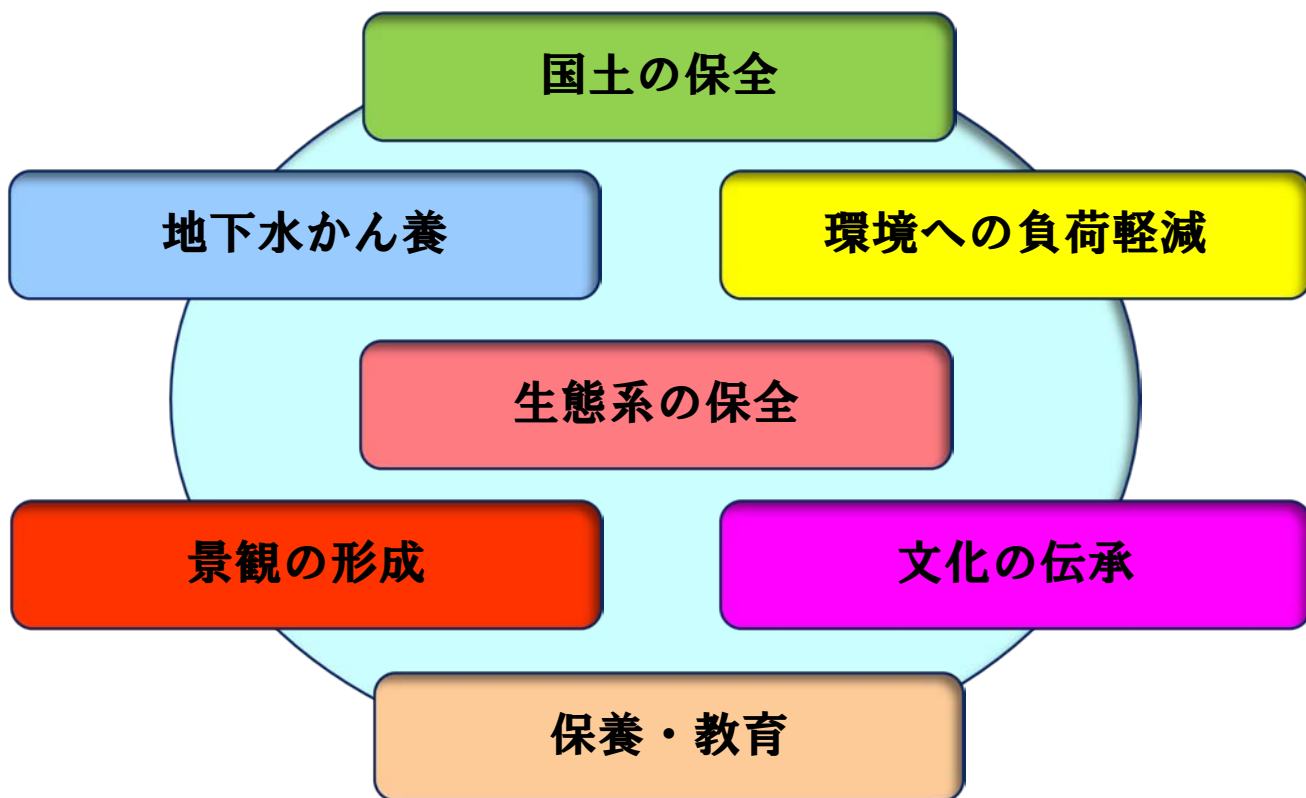 国土の保全
地下水かん養
環境への負荷軽減
生態系の保全
景観の形成
文化の伝承
保養・教育